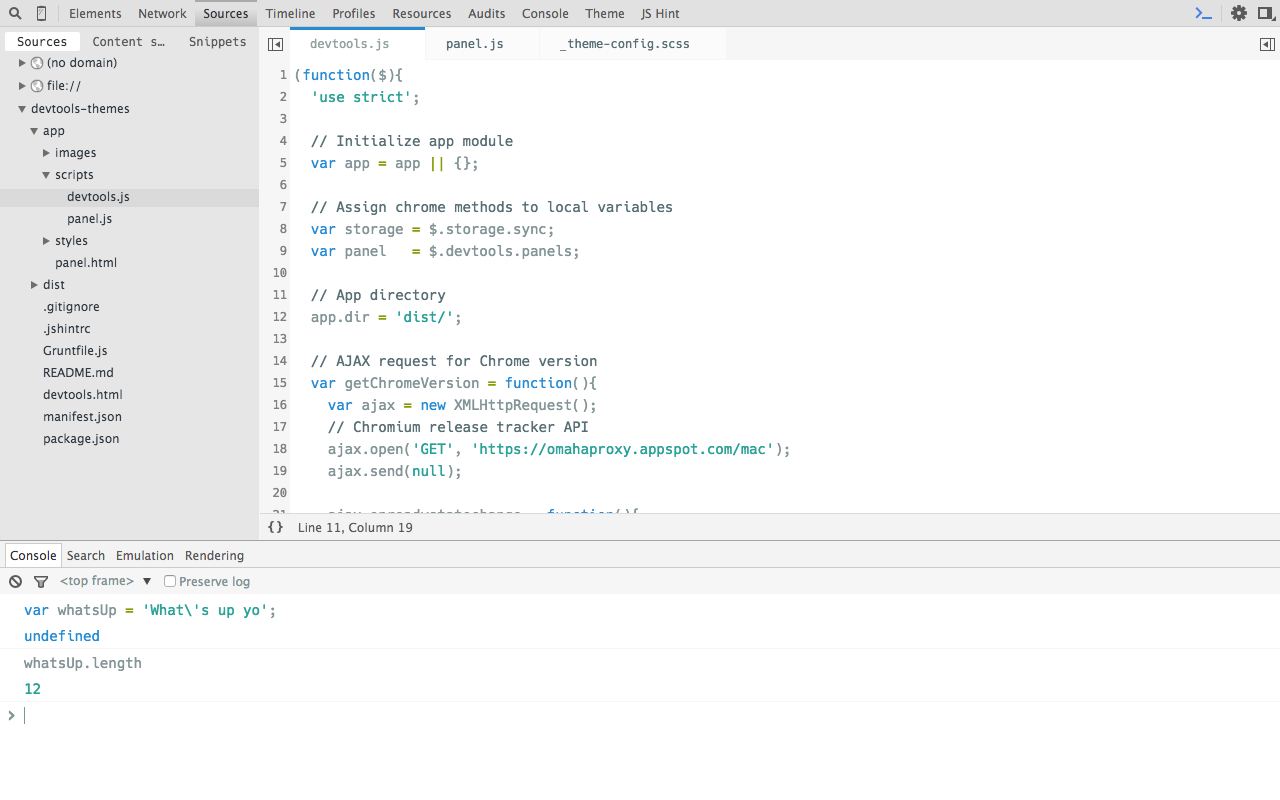 Elements Network Sources Timeline Profiles Resources Audits Console Theme JS Hint
Sources Content s… Snippets
devtools.js panel.js _theme-config.scss
(no domain)
file://
devtools-themes
app
images
scripts
devtools.js
panel.js
styles
panel.html
dist
.gitignore
.jshintrc
Gruntfile.js
README.md
devtools.html
manifest.json
package.json
1 (function($){
2 'use strict';
3
4 // Initialize app module
5 var app = app || {};
6
7 // Assign chrome methods to local variables
8 var storage = $.storage.sync;
9 var panel   = $.devtools.panels;
10
11 // App directory
12 app.dir = 'dist/';
13
14 // AJAX request for Chrome version
15 var getChromeVersion = function(){
16 var ajax = new XMLHttpRequest();
17 // Chromium release tracker API
18 ajax.open('GET', 'https://omahaproxy.appspot.com/mac');
19 ajax.send(null);
20
{} Line 11, Column 19
Console Search Emulation Rendering
<top frame> ▼ Preserve log
var whatsUp = 'What\'s up yo';
undefined
whatsUp.length
12
>